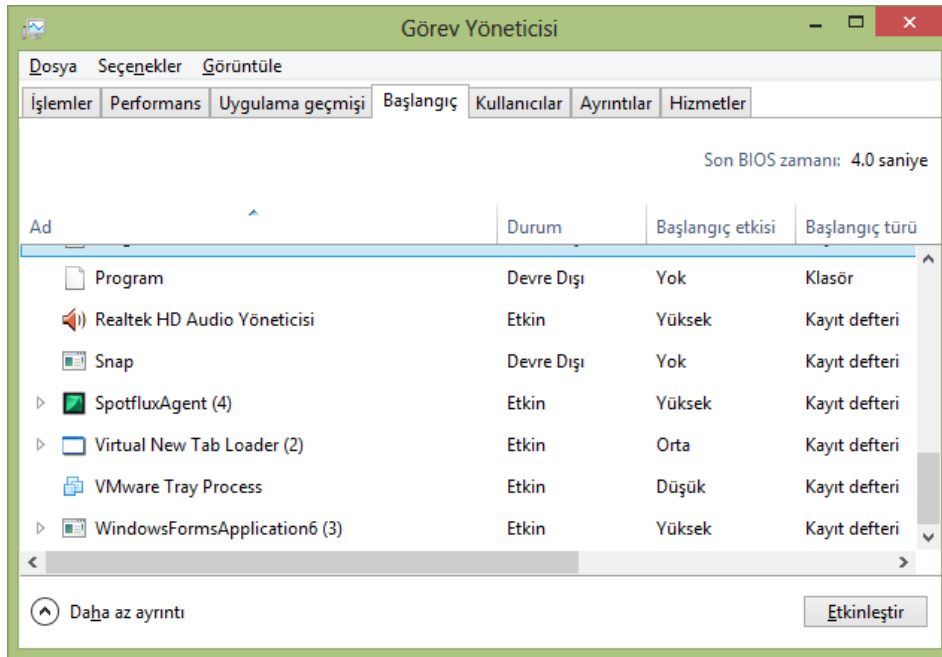 Görev Yöneticisi
Dosya Seçenekler Görüntüle
İşlemler Performans Uygulama geçmişi Başlangıç Kullanıcılar Ayrıntılar Hizmetler
Son BIOS zamanı: 4.0 saniye
Ad Durum Başlangıç etkisi Başlangıç türü
Program Devre Dışı Yok Klasör
Realtek HD Audio Yöneticisi Etkin Yüksek Kayıt defteri
Snap Devre Dışı Yok Kayıt defteri
SpotfluxAgent (4) Etkin Yüksek Kayıt defteri
Virtual New Tab Loader (2) Etkin Orta Kayıt defteri
VMware Tray Process Etkin Düşük Kayıt defteri
WindowsFormsApplication6 (3) Etkin Yüksek Kayıt defteri
Daha az ayrıntı Etkinleştir